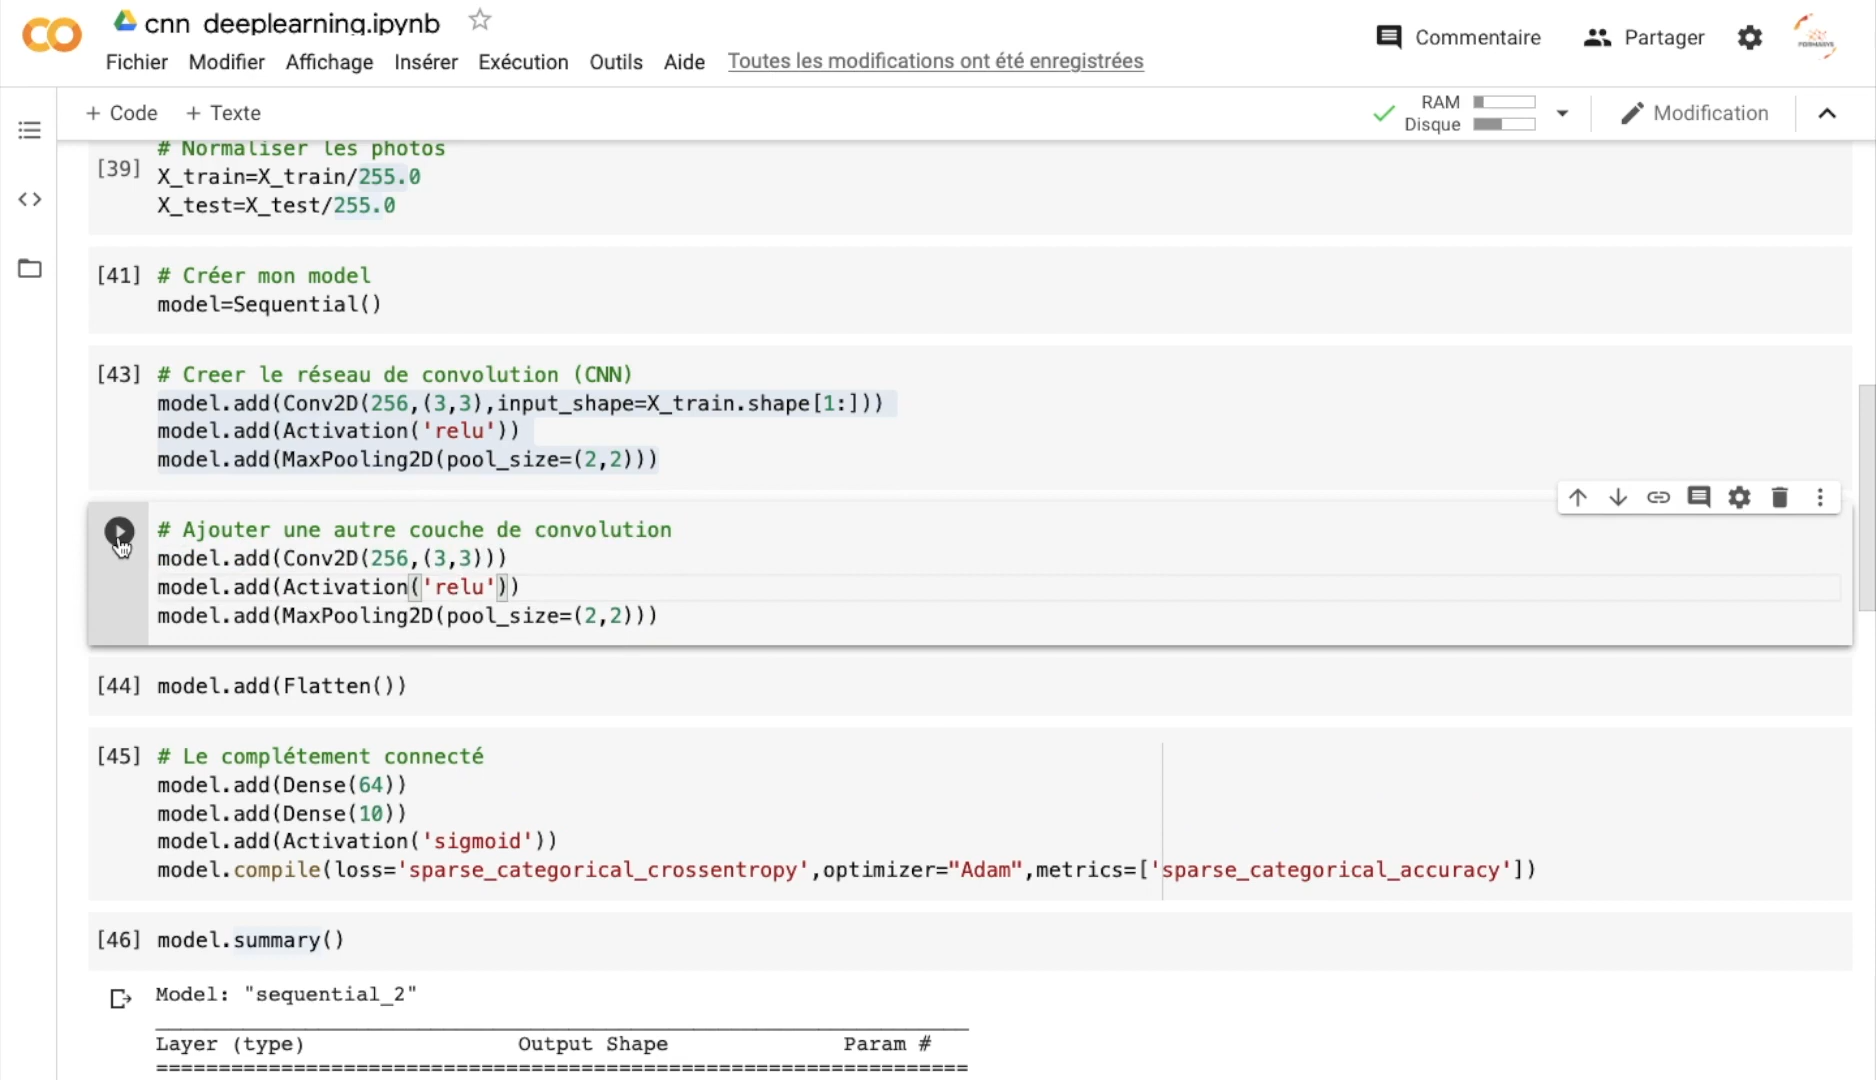 cnn_deeplearning.ipynb
Fichier Modifier Affichage Insérer Exécution Outils Aide Toutes les modifications ont été enregistrées
Commentaire Partager
FORMASYS
+ Code + Texte
RAM
Disque
Modification
# Normaliser les photos
[39] X_train=X_train/255.0
X_test=X_test/255.0
[41] # Créer mon model
model=Sequential()
[43] # Creer le réseau de convolution (CNN)
model.add(Conv2D(256,(3,3),input_shape=X_train.shape[1:]))
model.add(Activation('relu'))
model.add(MaxPooling2D(pool_size=(2,2)))
# Ajouter une autre couche de convolution
model.add(Conv2D(256,(3,3)))
model.add(Activation('relu'))
model.add(MaxPooling2D(pool_size=(2,2)))
[44] model.add(Flatten())
[45] # Le complétement connecté
model.add(Dense(64))
model.add(Dense(10))
model.add(Activation('sigmoid'))
model.compile(loss='sparse_categorical_crossentropy',optimizer="Adam",metrics=['sparse_categorical_accuracy'])
[46] model.summary()
Model: "sequential_2"
Layer (type) Output Shape Param #